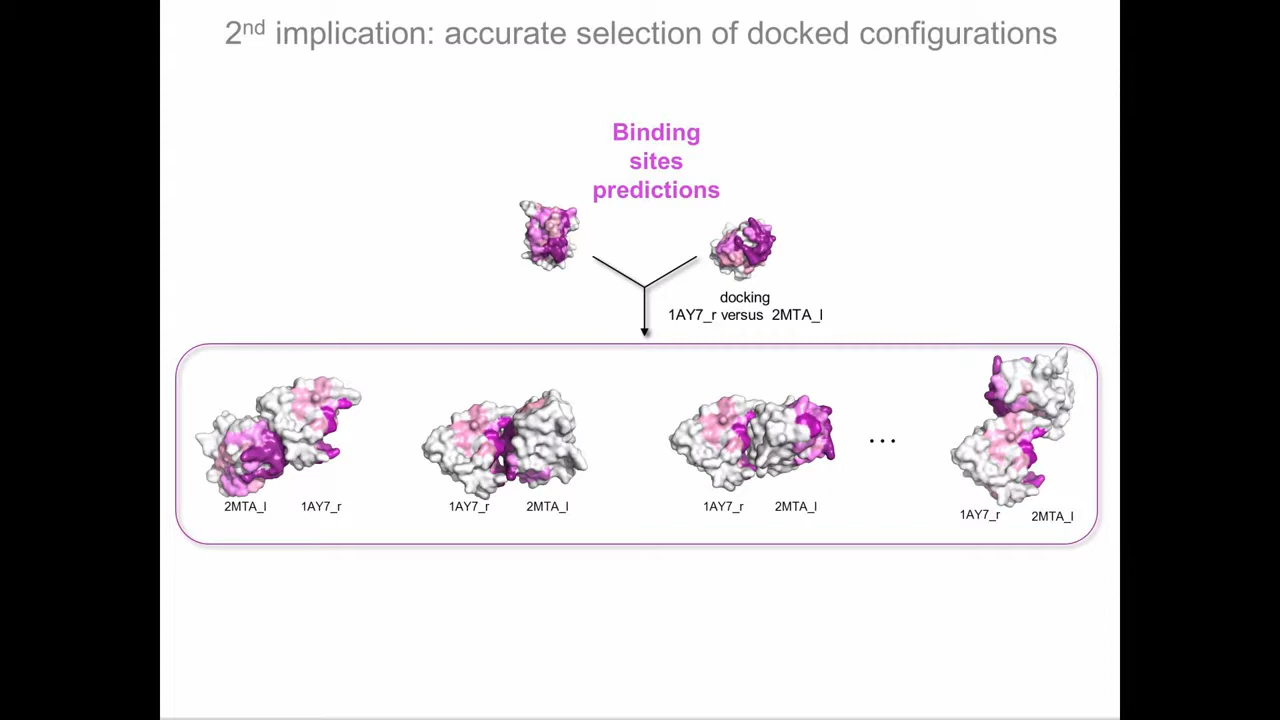 2nd implication: accurate selection of docked configurations
Binding
sites
predictions
docking
1AY7_r versus 2MTA_l
...
2MTA_l 1AY7_r
1AY7_r 2MTA_l
1AY7_r 2MTA_l
1AY7_r 2MTA_l